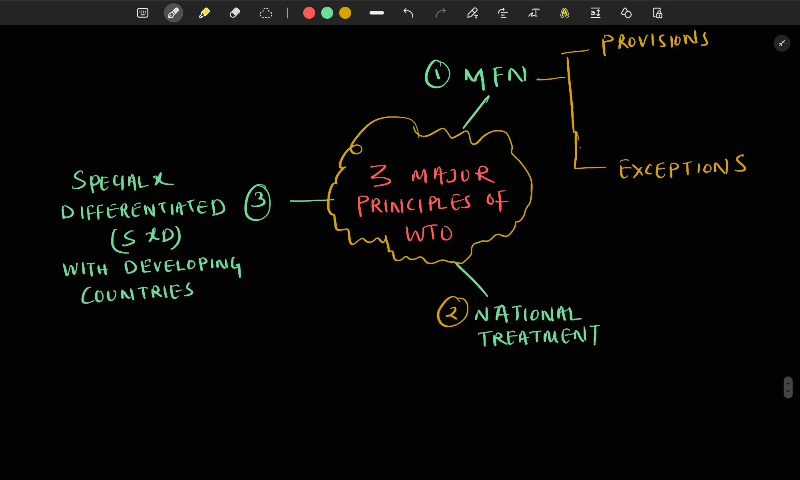 3 MAJOR
PRINCIPLES OF
WTO
① MFN
PROVISIONS
EXCEPTIONS
② NATIONAL
TREATMENT
③
SPECIAL &
DIFFERENTIATED
(S &D)
WITH DEVELOPING
COUNTRIES